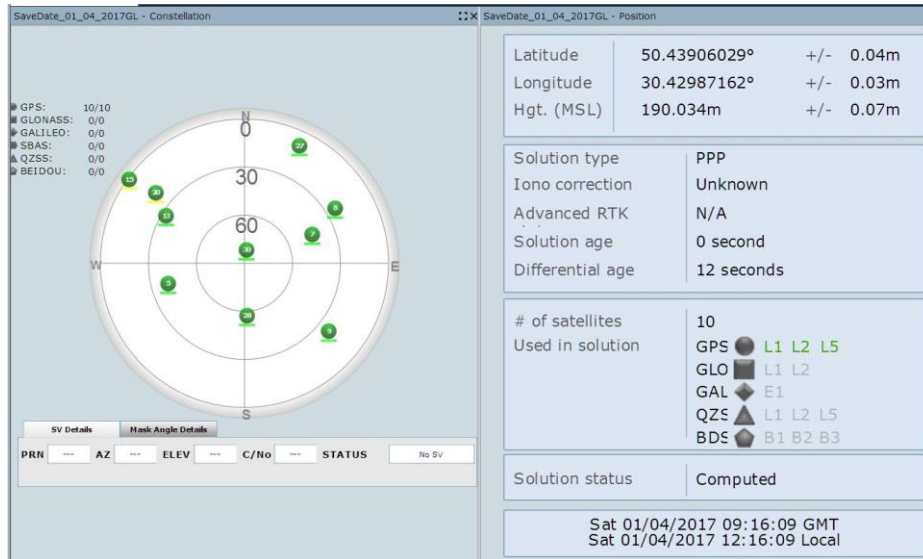 SaveDate_01_04_2017GL - Constellation
GPS: 10/10
GLONASS: 0/0
GALILEO: 0/0
SBAS: 0/0
QZSS: 0/0
BEIDOU: 0/0
N
0
27
30
15
20
13
8
60
7
30
W
E
5
28
9
S
SV Details Mask Angle Details
PRN --- AZ --- ELEV --- C/No --- STATUS No SV
SaveDate_01_04_2017GL - Position
Latitude 50.43906029° +/- 0.04m
Longitude 30.42987162° +/- 0.03m
Hgt. (MSL) 190.034m +/- 0.07m
Solution type PPP
Iono correction Unknown
Advanced RTK N/A
Solution age 0 second
Differential age 12 seconds
# of satellites 10
Used in solution
GPS L1 L2 L5
GLO L1 L2
GAL E1
QZS L1 L2 L5
BDS B1 B2 B3
Solution status Computed
Sat 01/04/2017 09:16:09 GMT
Sat 01/04/2017 12:16:09 Local